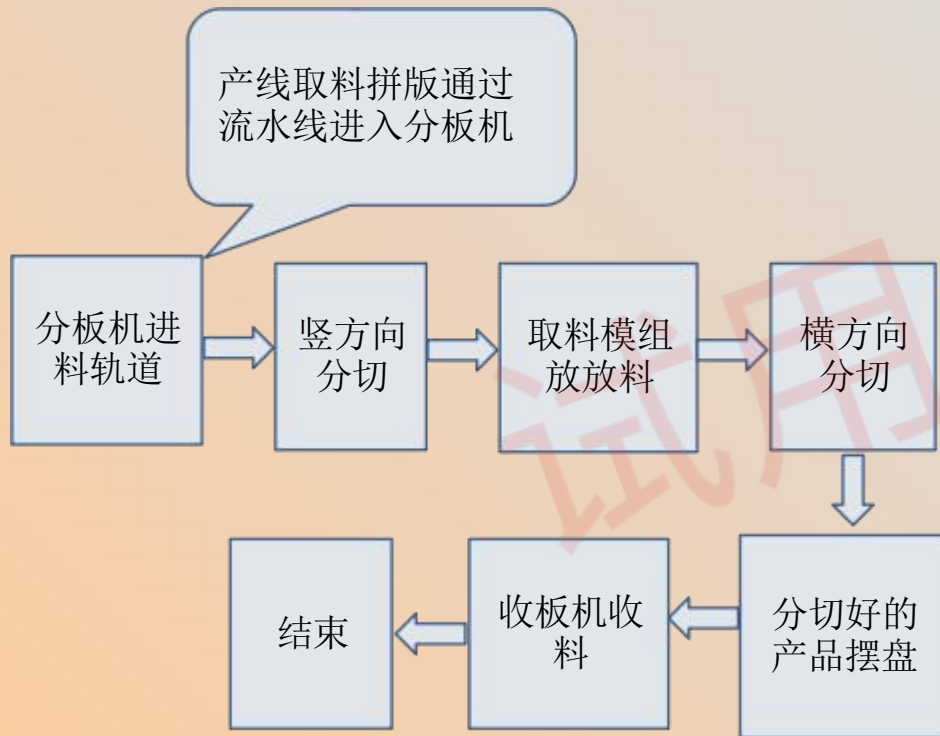 产线取料拼版通过
流水线进入分板机
分板机进
料轨道
竖方向
分切
取料模组
放放料
横方向
分切
分切好的
产品摆盘
收板机收
料
结束
试用